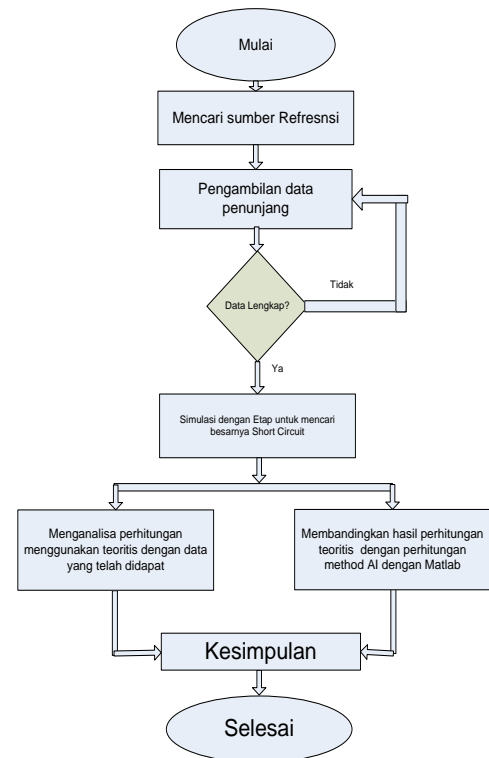 Mulai
Mencari sumber Refresnsi
Pengambilan data
penunjang
Data Lengkap?
Tidak
Ya
Simulasi dengan Etap untuk mencari
besarnya Short Circuit
Menganalisa perhitungan
menggunakan teoritis dengan data
yang telah didapat
Membandingkan hasil perhitungan
teoritis dengan perhitungan
method AI dengan Matlab
Kesimpulan
Selesai